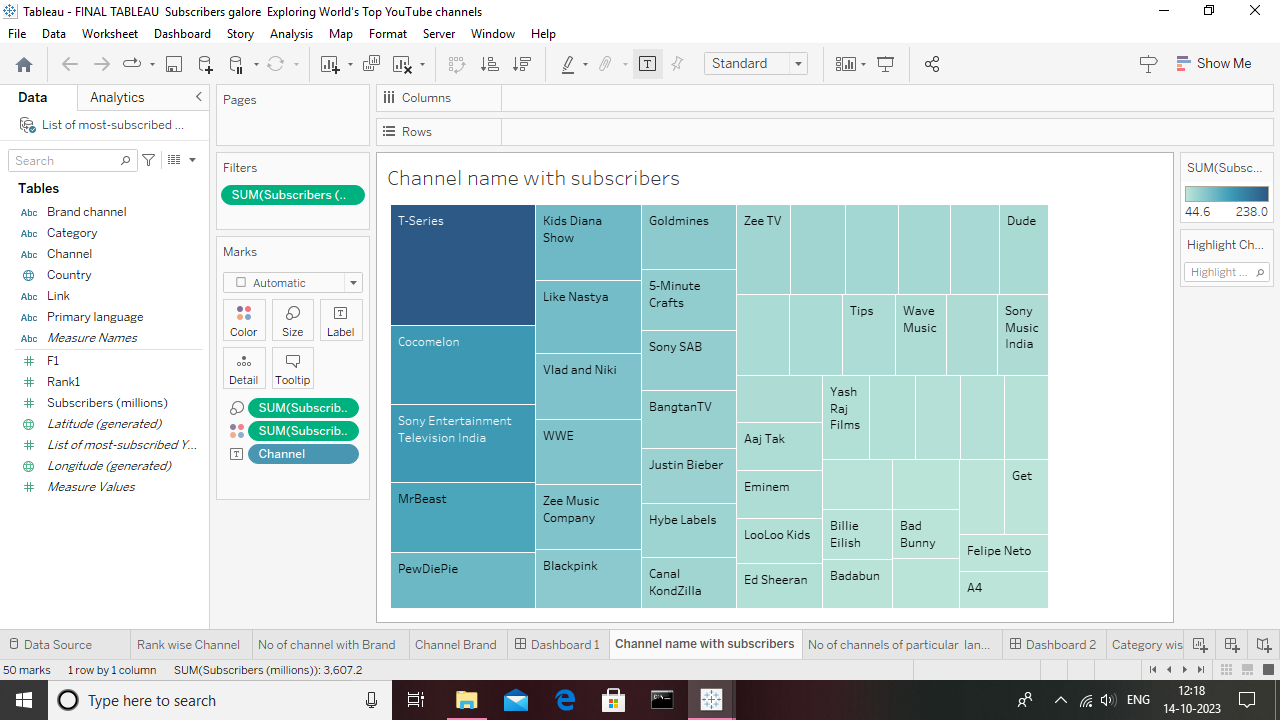 Tableau - FINAL TABLEAU  Subscribers galore  Exploring World's Top YouTube channels
File Data Worksheet Dashboard Story Analysis Map Format Server Window Help
Standard
Show Me
Data Analytics
List of most-subscribed ...
Search
Tables
Abc Brand channel
Abc Category
Abc Channel
Country
Abc Link
Abc Primary language
Abc Measure Names
# F1
# Rank1
# Subscribers (millions)
Latitude (generated)
# List of most-subscribed Y...
Longitude (generated)
# Measure Values
Pages
Filters
SUM(Subscribers (..
Marks
Automatic
Color Size Label
Detail Tooltip
SUM(Subscrib..
SUM(Subscrib..
Channel
Columns
Rows
Channel name with subscribers
T-Series
Cocomelon
Sony Entertainment
Television India
MrBeast
PewDiePie
Kids Diana
Show
Like Nastya
Vlad and Niki
WWE
Zee Music
Company
Blackpink
Goldmines
5-Minute
Crafts
Sony SAB
BangtanTV
Justin Bieber
Hybe Labels
Canal
KondZilla
Zee TV
Dude
Tips
Wave
Music
Sony
Music
India
Aaj Tak
Eminem
LooLoo Kids
Ed Sheeran
Yash
Raj
Films
Billie
Eilish
Badabun
Bad
Bunny
Get
Felipe Neto
A4
SUM(Subsc...
44.6 238.0
Highlight Ch...
Highlight ...
Data Source Rank wise Channel No of channel with Brand Channel Brand Dashboard 1 Channel name with subscribers No of channels of particular  lan... Dashboard 2 Category wis
50 marks 1 row by 1 column SUM(Subscribers (millions)): 3,607.2
Type here to search
ENG
12:18
14-10-2023